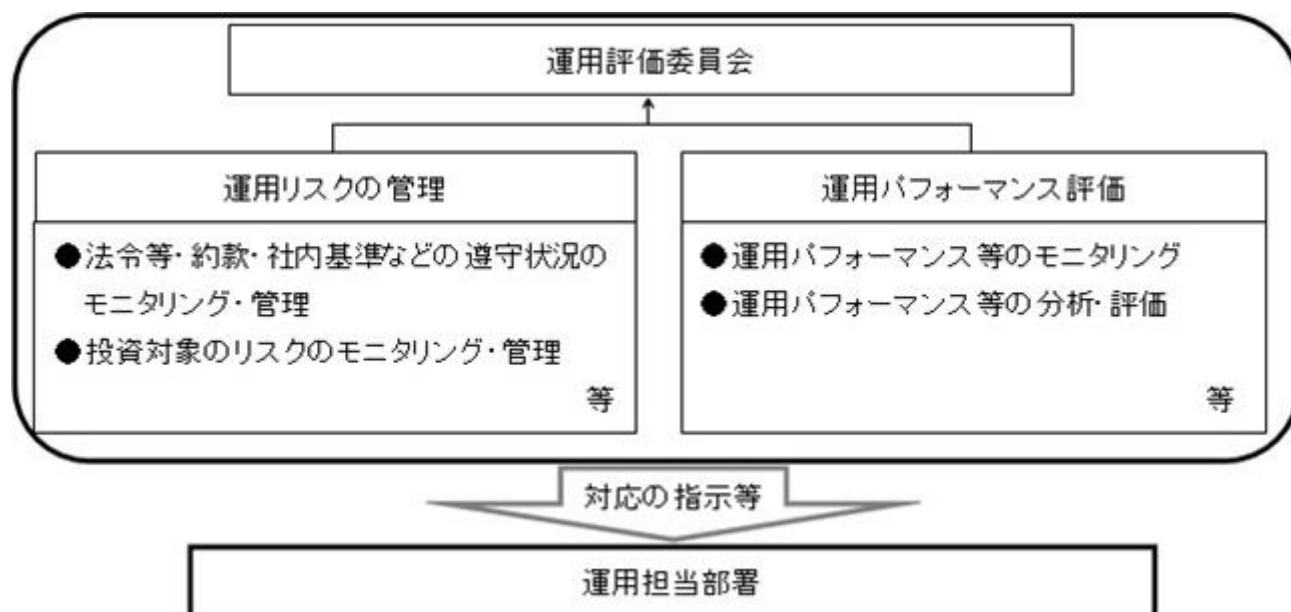 運用評価委員会
運用リスクの管理
●法令等・約款・社内基準などの遵守状況の
モニタリング・管理
●投資対象のリスクのモニタリング・管理
等
運用パフォーマンス評価
●運用パフォーマンス等のモニタリング
●運用パフォーマンス等の分析・評価
等
対応の指示等
運用担当部署